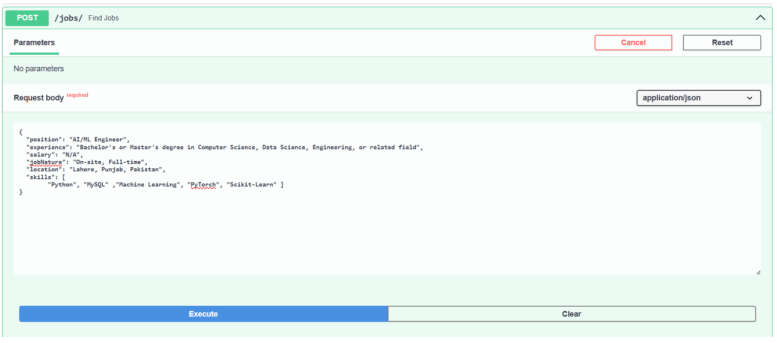 POST /jobs/ Find Jobs
Parameters
Cancel Reset
No parameters
Request body required
application/json
{
"position": "AI/ML Engineer",
"experience": "Bachelor's or Master's degree in Computer Science, Data Science, Engineering, or related field",
"salary": "N/A",
"jobNature": "On-site, Full-time",
"location": "Lahore, Punjab, Pakistan",
"skills": [
"Python", "MySQL" ,"Machine Learning", "PyTorch", "Scikit-Learn" ]
}
Execute Clear